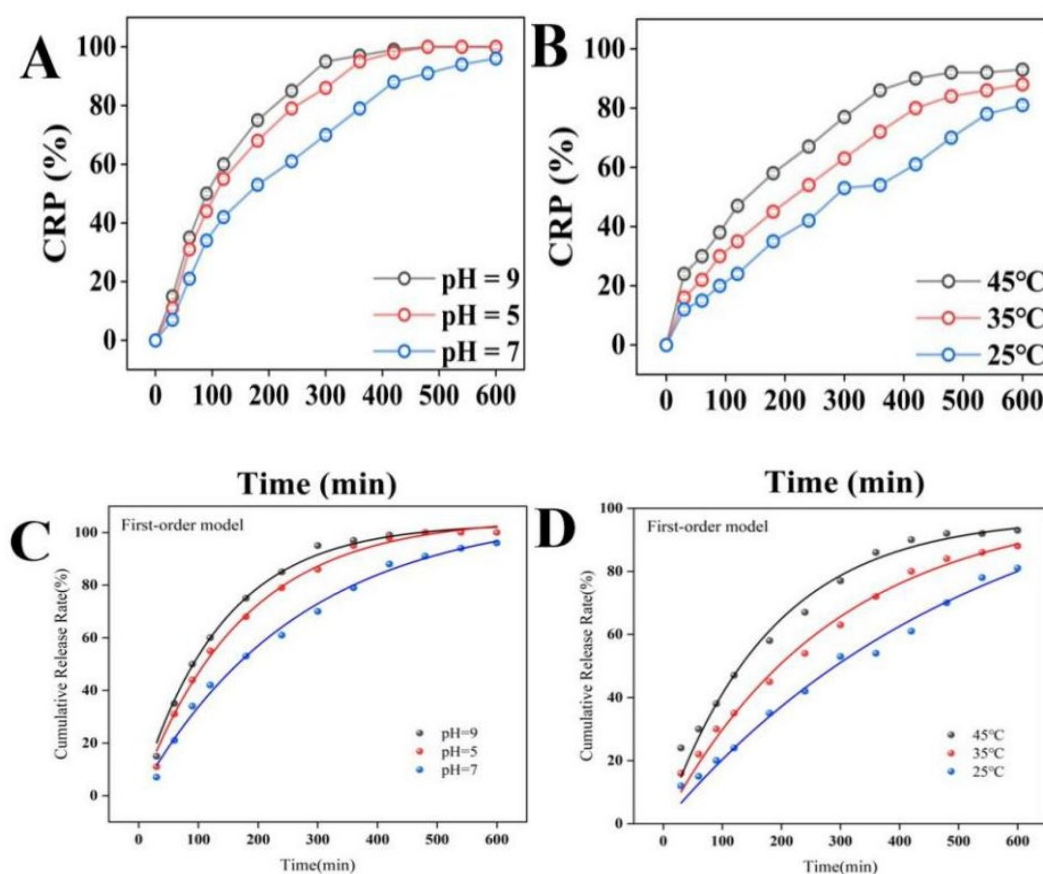 A
CRP (%)
100
80
60
40
20
0
pH = 9
pH = 5
pH = 7
0 100 200 300 400 500 600
Time (min)
B
CRP (%)
100
80
60
40
20
0
45℃
35℃
25℃
0 100 200 300 400 500 600
Time (min)
C
First-order model
Cumulative Release Rate(%)
100
80
60
40
20
0
pH=9
pH=5
pH=7
0 100 200 300 400 500 600
Time(min)
D
First-order model
Cumulative Release Rate(%)
100
80
60
40
20
0
45℃
35℃
25℃
0 100 200 300 400 500 600
Time(min)